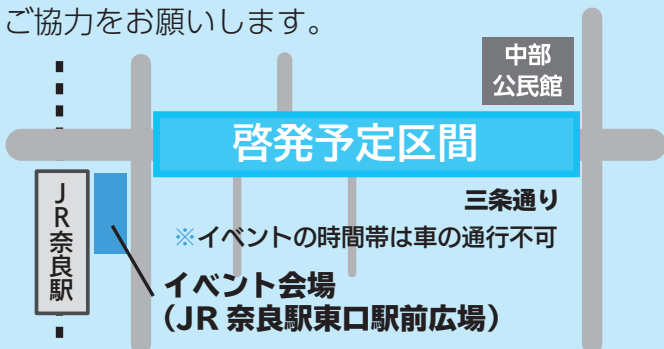 ご協力をお願いします。
中部
公民館
啓発予定区間
三条通り
※イベントの時間帯は車の通行不可
JR奈良駅
イベント会場
（JR 奈良駅東口駅前広場）